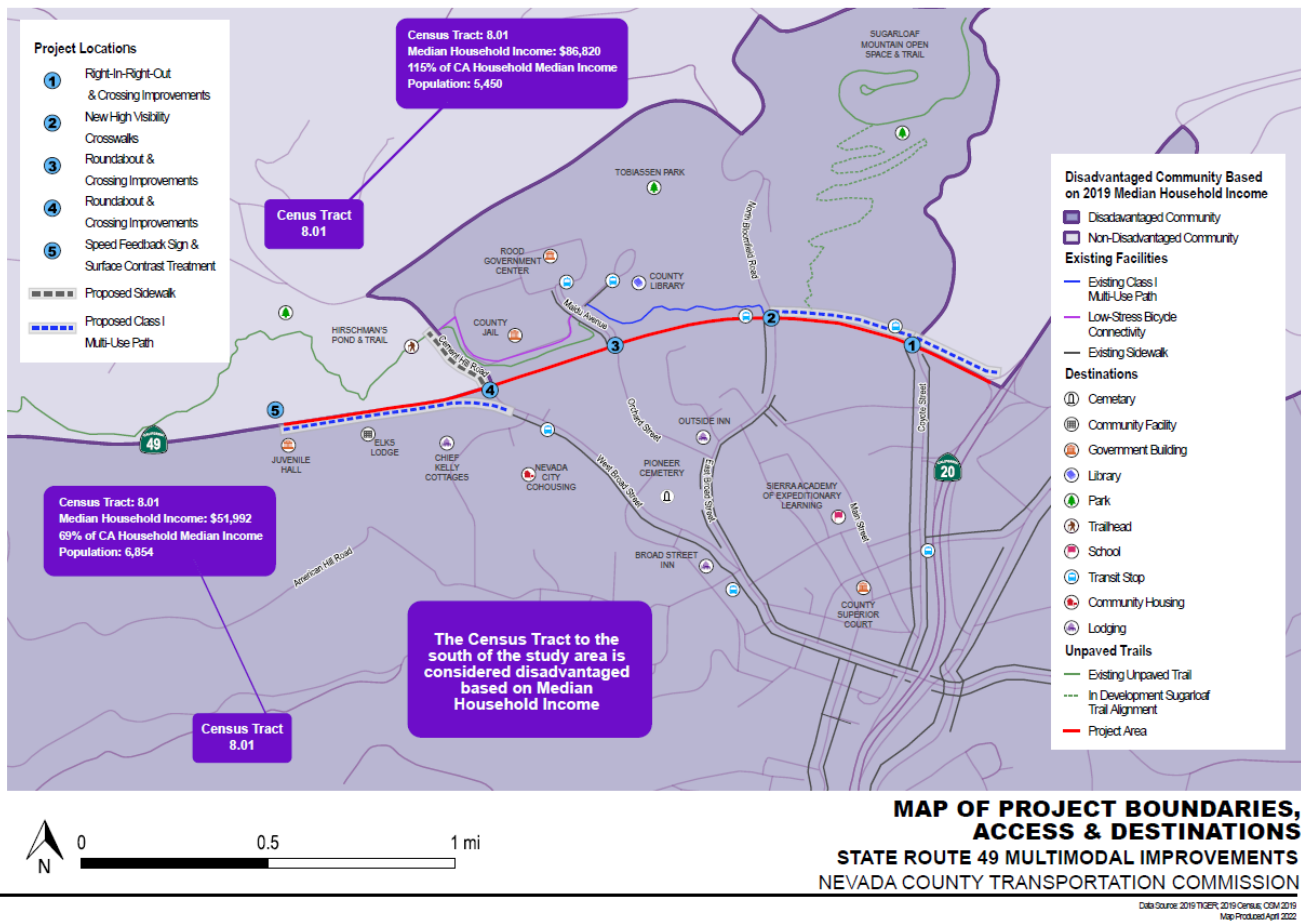 Project Locations
1
Right-In-Right-Out
& Crossing Improvements
2
New High Visibility
Crosswalks
3
Roundabout &
Crossing Improvements
4
Roundabout &
Crossing Improvements
5
Speed Feedback Sign &
Surface Contrast Treatment
Proposed Sidewalk
Proposed Class I
Multi-Use Path
Census Tract: 8.01
Median Household Income: $86,820
115% of CA Household Median Income
Population: 5,450
Cenus Tract
8.01
SUGARLOAF
MOUNTAIN OPEN
SPACE & TRAIL
TOBIASSEN PARK
North Bloomfield Road
ROOD
GOVERNMENT
CENTER
COUNTY
LIBRARY
Maidu Avenue
COUNTY
JAIL
HIRSCHMAN'S
POND & TRAIL
Cement Hill Road
5
4
3
2
1
49
JUVENILE
HALL
ELKS
LODGE
CHIEF
KELLY
COTTAGES
NEVADA
CITY
COHOUSING
West Broad Street
Orchard Street
OUTSIDE INN
PIONEER
CEMETERY
East Broad Street
SIERRA ACADEMY
OF EXPEDITIONARY
LEARNING
Main Street
Coyote Street
20
BROAD STREET
INN
COUNTY
SUPERIOR
COURT
American Hill Road
Census Tract: 8.01
Median Household Income: $51,992
69% of CA Household Median Income
Population: 6,854
Census Tract
8.01
The Census Tract to the
south of the study area is
considered disadvantaged
based on Median
Household Income
Disadvantaged Community Based
on 2019 Median Household Income
Disadavantaged Community
Non-Disadvantaged Community
Existing Facilities
Existing Class I
Multi-Use Path
Low-Stress Bicycle
Connectivity
Existing Sidewalk
Destinations
Cemetary
Community Facility
Government Building
Library
Park
Trailhead
School
Transit Stop
Community Housing
Lodging
Unpaved Trails
Existing Unpaved Trail
In Development Sugarloaf
Trail Alignment
Project Area
N
0 0.5 1 mi
MAP OF PROJECT BOUNDARIES,
ACCESS & DESTINATIONS
STATE ROUTE 49 MULTIMODAL IMPROVEMENTS
NEVADA COUNTY TRANSPORTATION COMMISSION
Data Source: 2019 TIGER, 2019 Census, OSM 2019
Map Produced April 2022